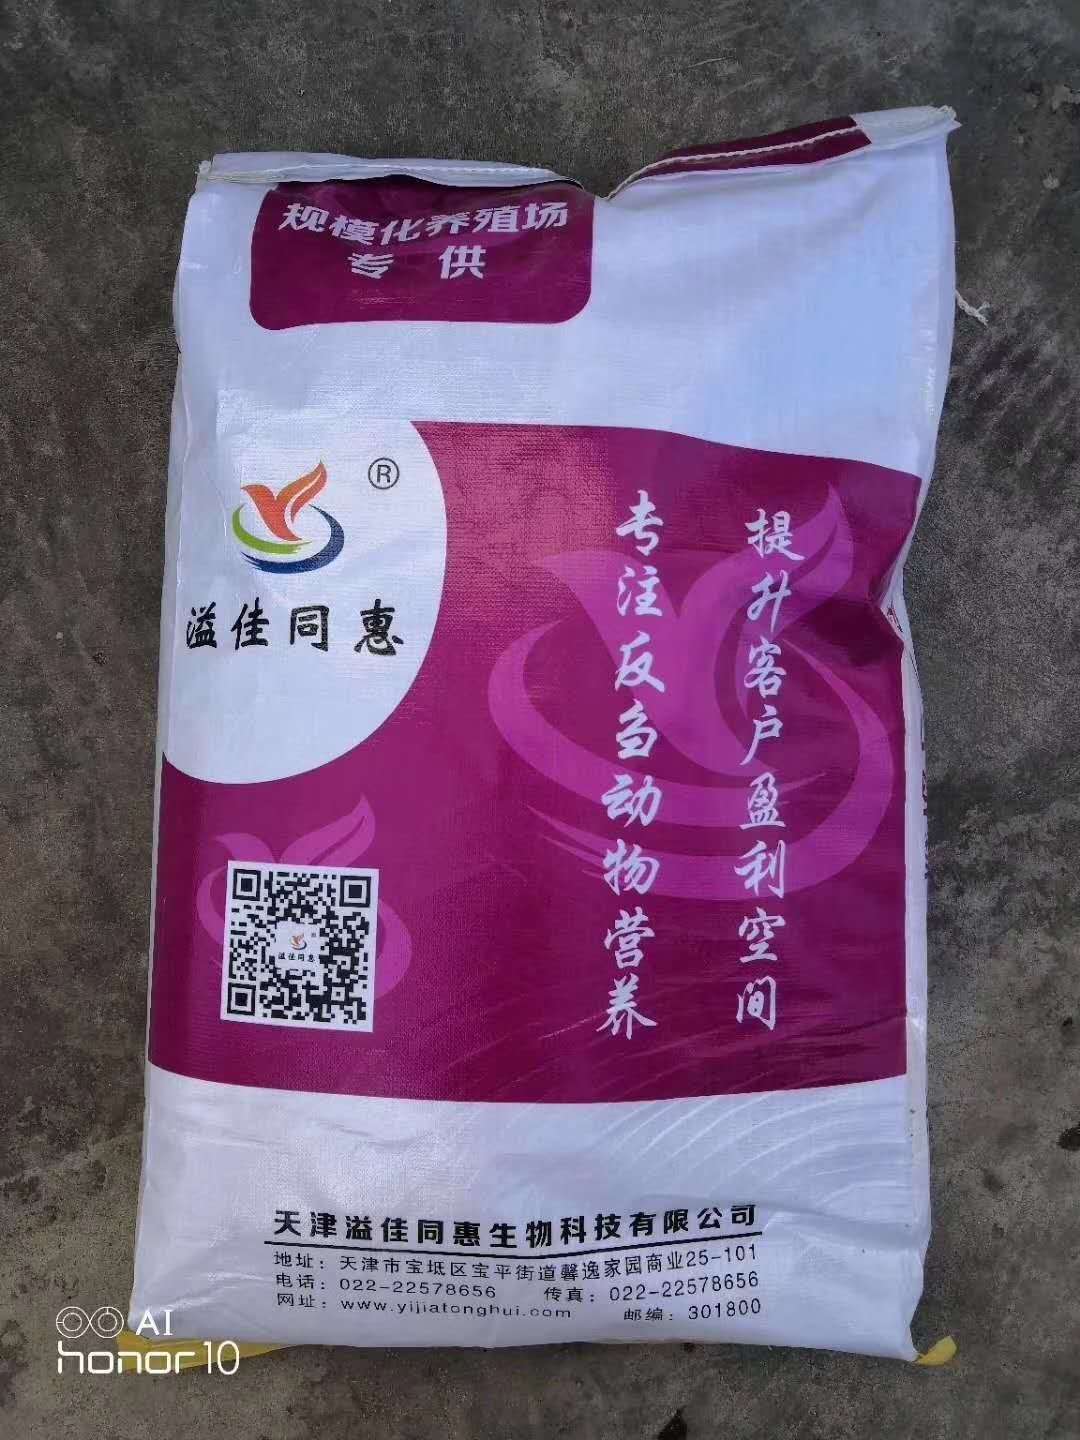 规模化养殖场
专 供
®
溢佳同惠
提升客户盈利空间
专注反刍动物营养
溢佳同惠
天津溢佳同惠生物科技有限公司
地址：天津市宝坻区宝平街道馨逸家园商业25-101
电话：022-22578656 传真：022-22578656
网址：www.yijiatonghui.com 邮编：301800
AI
honor10